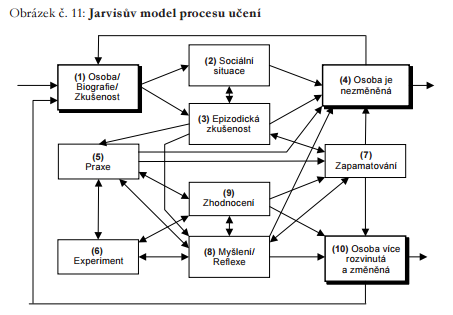 Obrázek č. 11: Jarvisův model procesu učení
(1) Osoba/
Biografie/
Zkušenost
(2) Sociální
situace
(4) Osoba je
nezměněná
(3) Epizodická
zkušenost
(5)
Praxe
(7)
Zapamatování
(9)
Zhodnocení
(6)
Experiment
(8) Myšlení/
Reflexe
(10) Osoba více
rozvinutá
a změněná